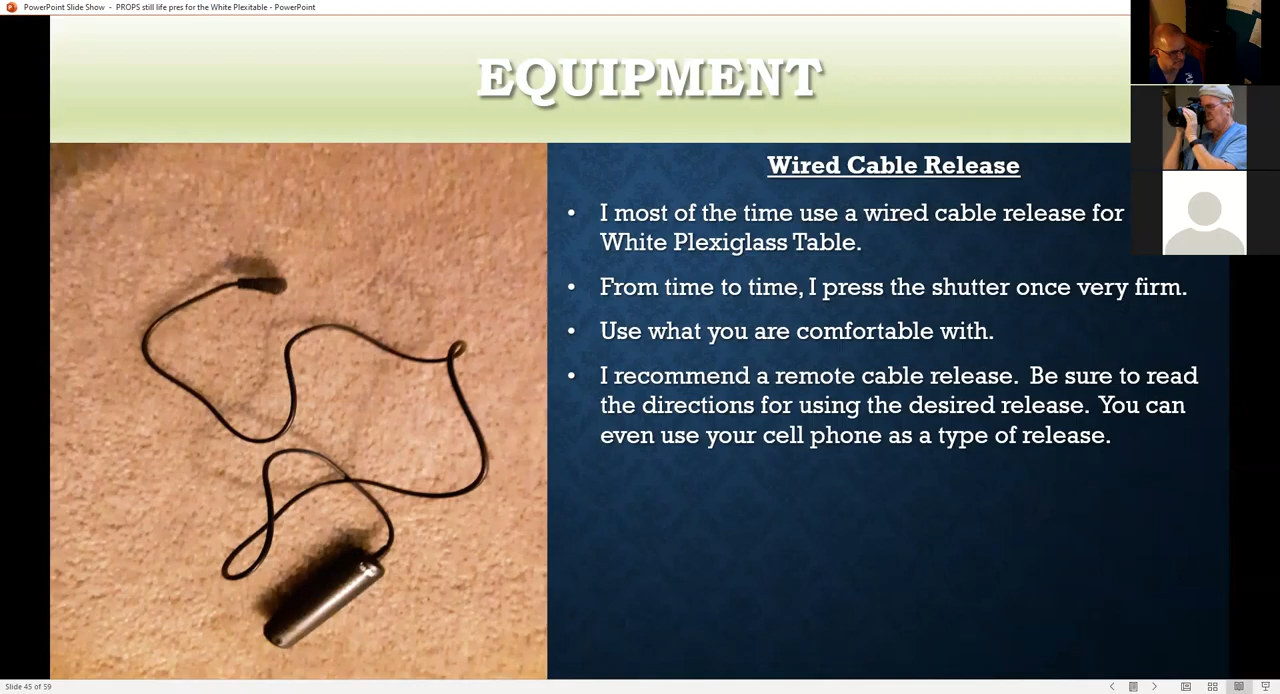 PowerPoint Slide Show - PROPS still life pres for the White Plexitable - PowerPoint
EQUIPMENT
Wired Cable Release
• I most of the time use a wired cable release for
White Plexiglass Table.
• From time to time, I press the shutter once very firm.
• Use what you are comfortable with.
• I recommend a remote cable release. Be sure to read
the directions for using the desired release. You can
even use your cell phone as a type of release.
Slide 45 of 59